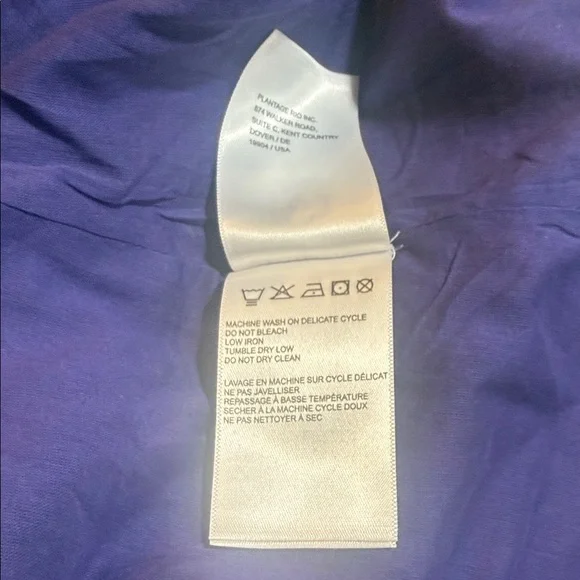 PLANTAGE INC.
874 WALKER ROAD,
SUITE C, KENT COUNTRY
DOVER / DE
19904 / USA
MACHINE WASH ON DELICATE CYCLE
DO NOT BLEACH
LOW IRON
TUMBLE DRY LOW
DO NOT DRY CLEAN
LAVAGE EN MACHINE SUR CYCLE DÉLICAT
NE PAS JAVELLISER
REPASSAGE À BASSE TEMPÉRATURE
SECHER À LA MACHINE CYCLE DOUX
NE PAS NETTOYER À SEC